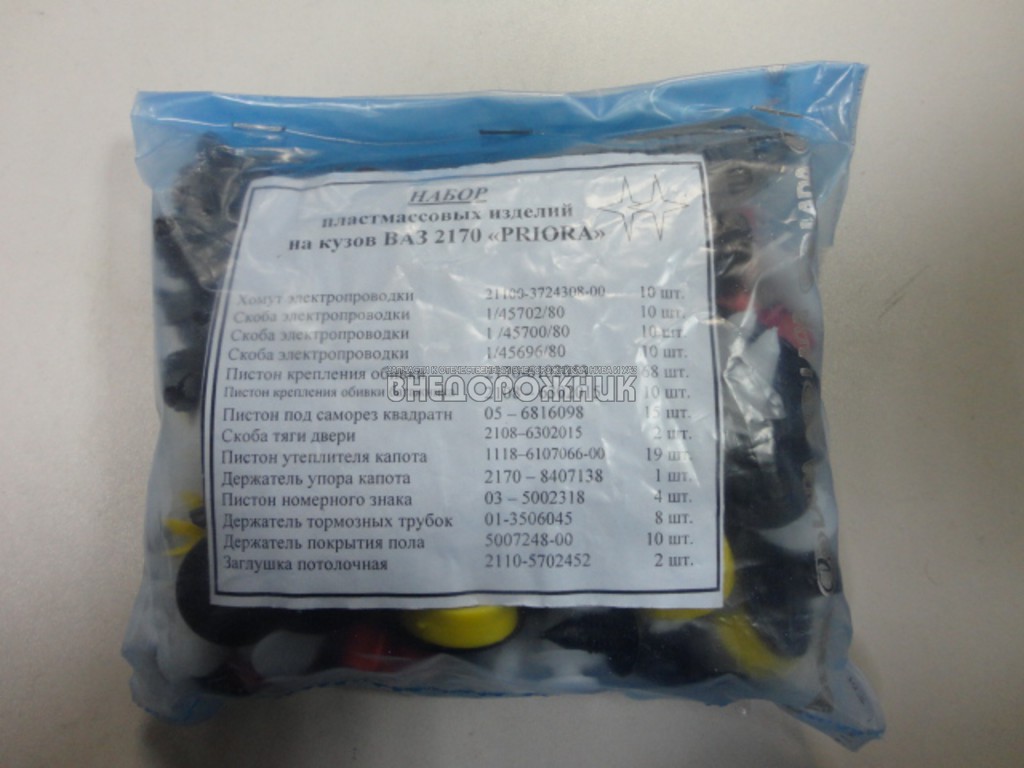 НАБОР
пластмассовых изделий
на кузов ВАЗ 2170 «PRIORA»
Хомут электропроводки 21100-3724308-00 10 шт.
Скоба электропроводки 1/45702/80 10 шт.
Скоба электропроводки 1 /45700/80 10 шт.
Скоба электропроводки 1/45696/80 10 шт.
Пистон крепления обивки 68 шт.
ВНЕДОРОЖНИК
Пистон крепления обивки 10 шт.
Пистон под саморез квадратн 05 – 6816098 15 шт.
Скоба тяги двери 2108-6302015 2 шт.
Пистон утеплителя капота 1118-6107066-00 19 шт.
Держатель упора капота 2170 – 8407138 1 шт.
Пистон номерного знака 03 – 5002318 4 шт.
Держатель тормозных трубок 01-3506045 8 шт.
Держатель покрытия пола 5007248-00 10 шт.
Заглушка потолочная 2110-5702452 2 шт.